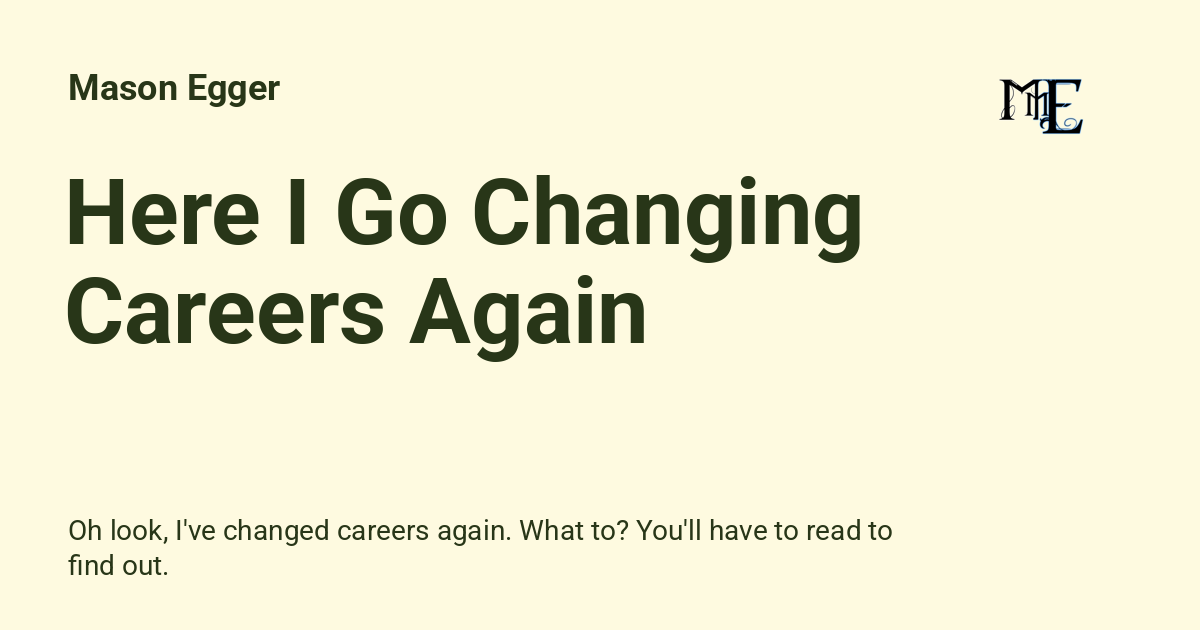 Mason Egger
MmE
Here I Go Changing
Careers Again
Oh look, I've changed careers again. What to? You'll have to read to
find out.